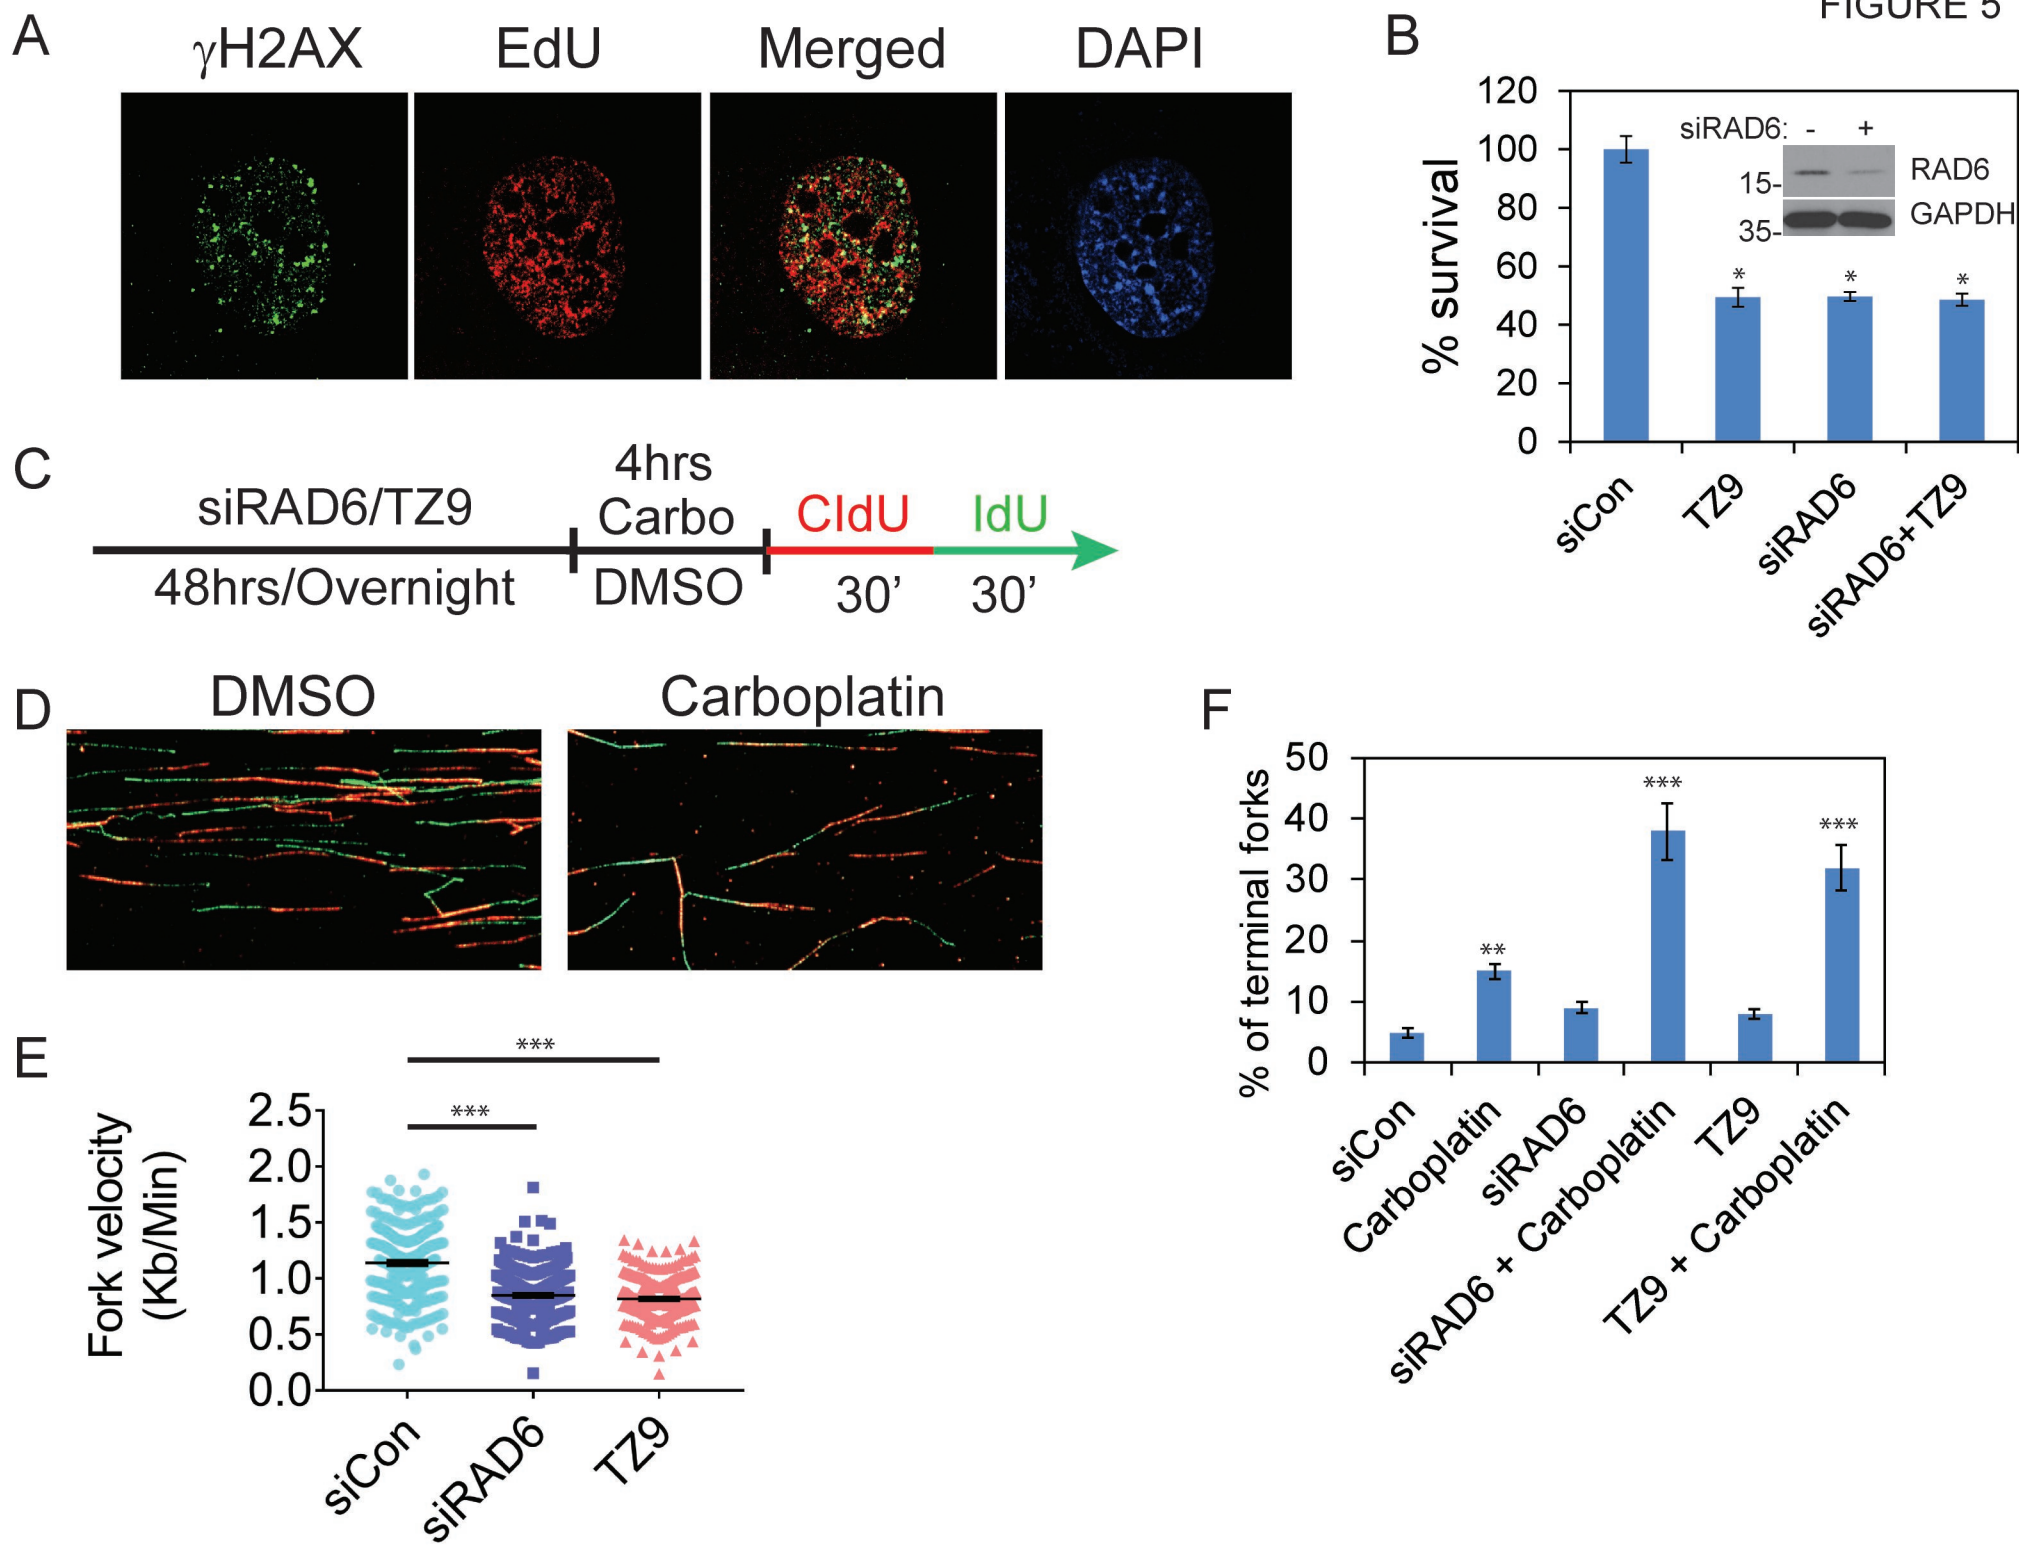 FIGURE 5
A
γH2AX
EdU
Merged
DAPI
B
% survival
120
100
80
60
40
20
0
siRAD6: - +
15-
RAD6
35-
GAPDH
*
*
*
siCon
TZ9
siRAD6
siRAD6+TZ9
C
siRAD6/TZ9
4hrs
Carbo
CldU
IdU
48hrs/Overnight
DMSO
30’
30’
D
DMSO
Carboplatin
E
***
***
Fork velocity
(Kb/Min)
2.5
2.0
1.5
1.0
0.5
0.0
siCon
siRAD6
TZ9
F
% of terminal forks
50
40
30
20
10
0
**
***
***
siCon
Carboplatin
siRAD6
siRAD6 + Carboplatin
TZ9
TZ9 + Carboplatin